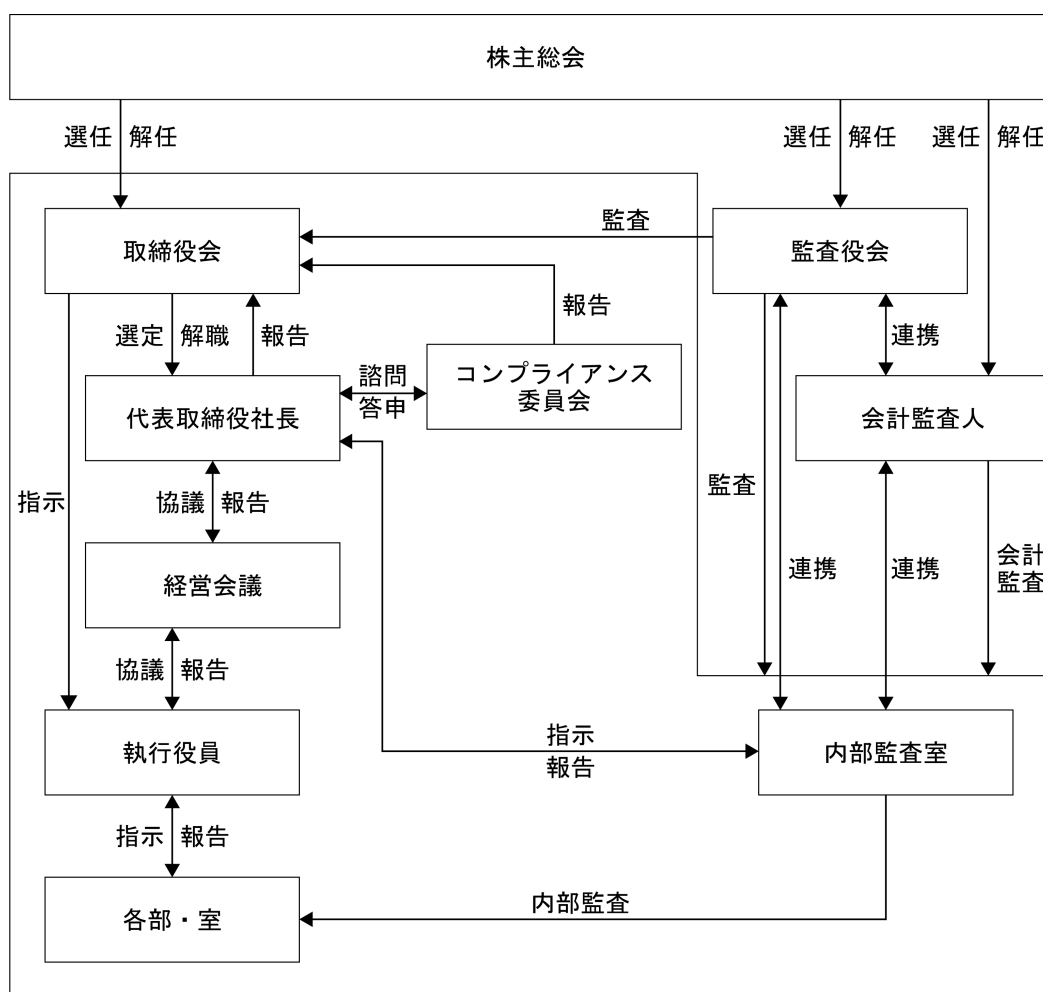 株主総会
選任 解任
選任 解任
選任 解任
取締役会
監査
監査役会
報告
選定 解職
報告
連携
コンプライアンス
委員会
諮問
答申
代表取締役社長
会計監査人
指示
協議 報告
監査
連携
連携
会計
監査
経営会議
協議 報告
執行役員
指示
報告
内部監査室
指示 報告
各部・室
内部監査